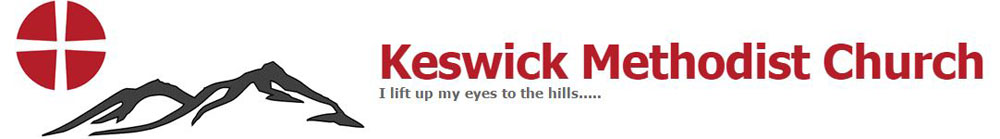 Keswick Methodist Church
I lift up my eyes to the hills.....